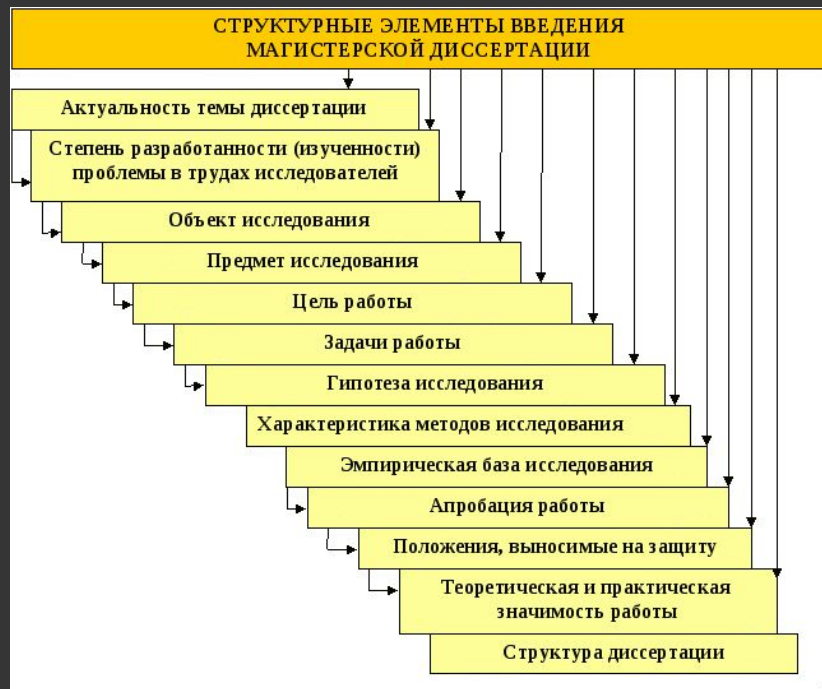 СТРУКТУРНЫЕ ЭЛЕМЕНТЫ ВВЕДЕНИЯ
МАГИСТЕРСКОЙ ДИССЕРТАЦИИ
Актуальность темы диссертации
Степень разработанности (изученности)
проблемы в трудах исследователей
Объект исследования
Предмет исследования
Цель работы
Задачи работы
Гипотеза исследования
Характеристика методов исследования
Эмпирическая база исследования
Апробация работы
Положения, выносимые на защиту
Теоретическая и практическая
значимость работы
Структура диссертации